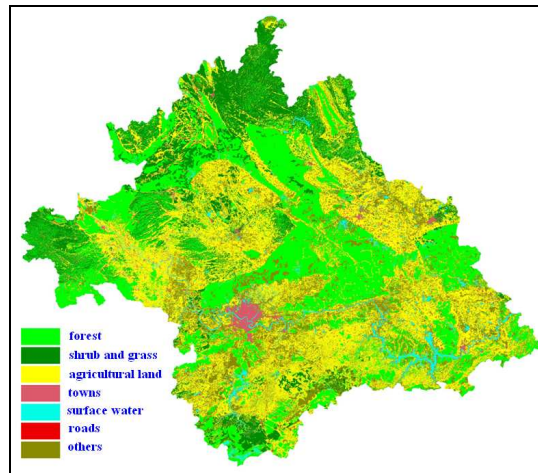 forest
shrub and grass
agricultural land
towns
surface water
roads
others